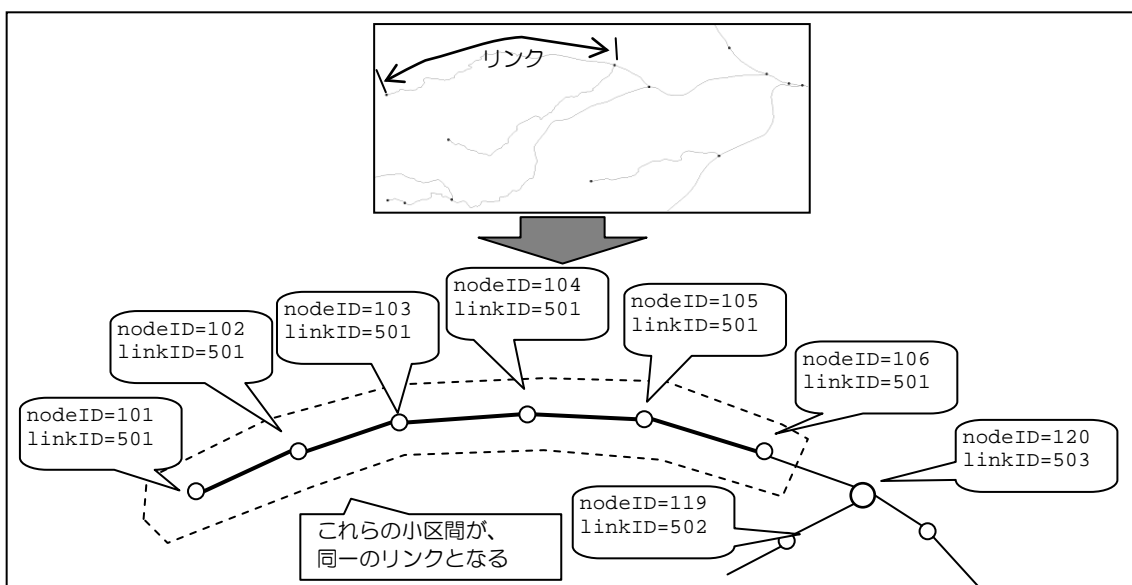 リンク
nodeID=104
linkID=501
nodeID=103
linkID=501
nodeID=105
linkID=501
nodeID=102
linkID=501
nodeID=106
linkID=501
nodeID=101
linkID=501
nodeID=120
linkID=503
nodeID=119
linkID=502
これらの小区間が、
同一のリンクとなる